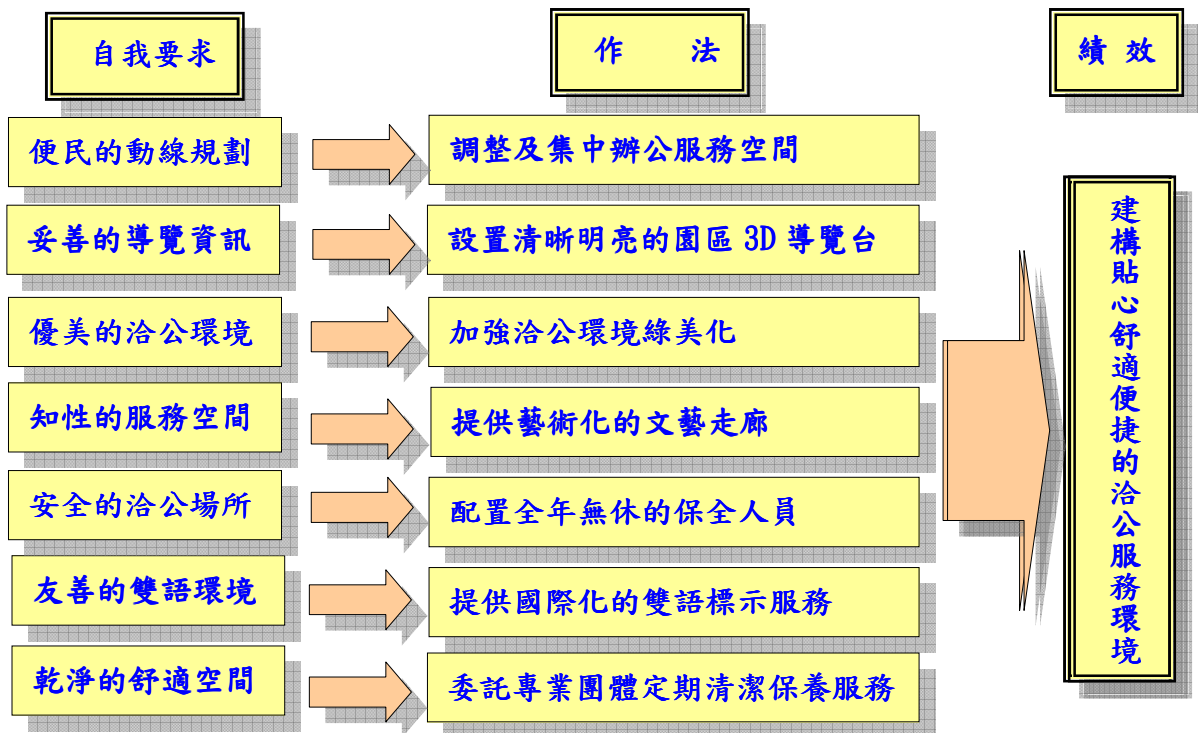 自我要求
作 法
績 效
便民的動線規劃
調整及集中辦公服務空間
妥善的導覽資訊
設置清晰明亮的園區 3D 導覽台
優美的洽公環境
加強洽公環境綠美化
知性的服務空間
提供藝術化的文藝走廊
安全的洽公場所
配置全年無休的保全人員
友善的雙語環境
提供國際化的雙語標示服務
乾淨的舒適空間
委託專業團體定期清潔保養服務
建構貼心舒適便捷的洽公服務環境